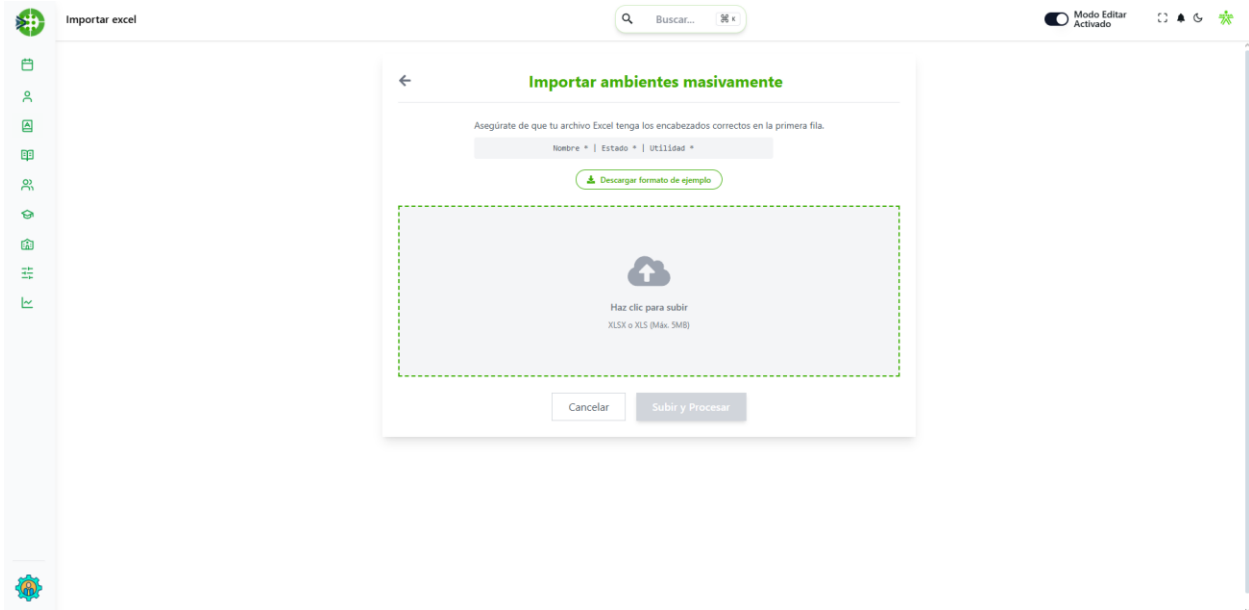 Importar excel
Buscar...
⌘ K
Modo Editar
Activado
Importar ambientes masivamente
Asegúrate de que tu archivo Excel tenga los encabezados correctos en la primera fila.
Nombre * | Estado * | Utilidad *
Descargar formato de ejemplo
Haz clic para subir
XLSX o XLS (Máx. 5MB)
Cancelar
Subir y Procesar